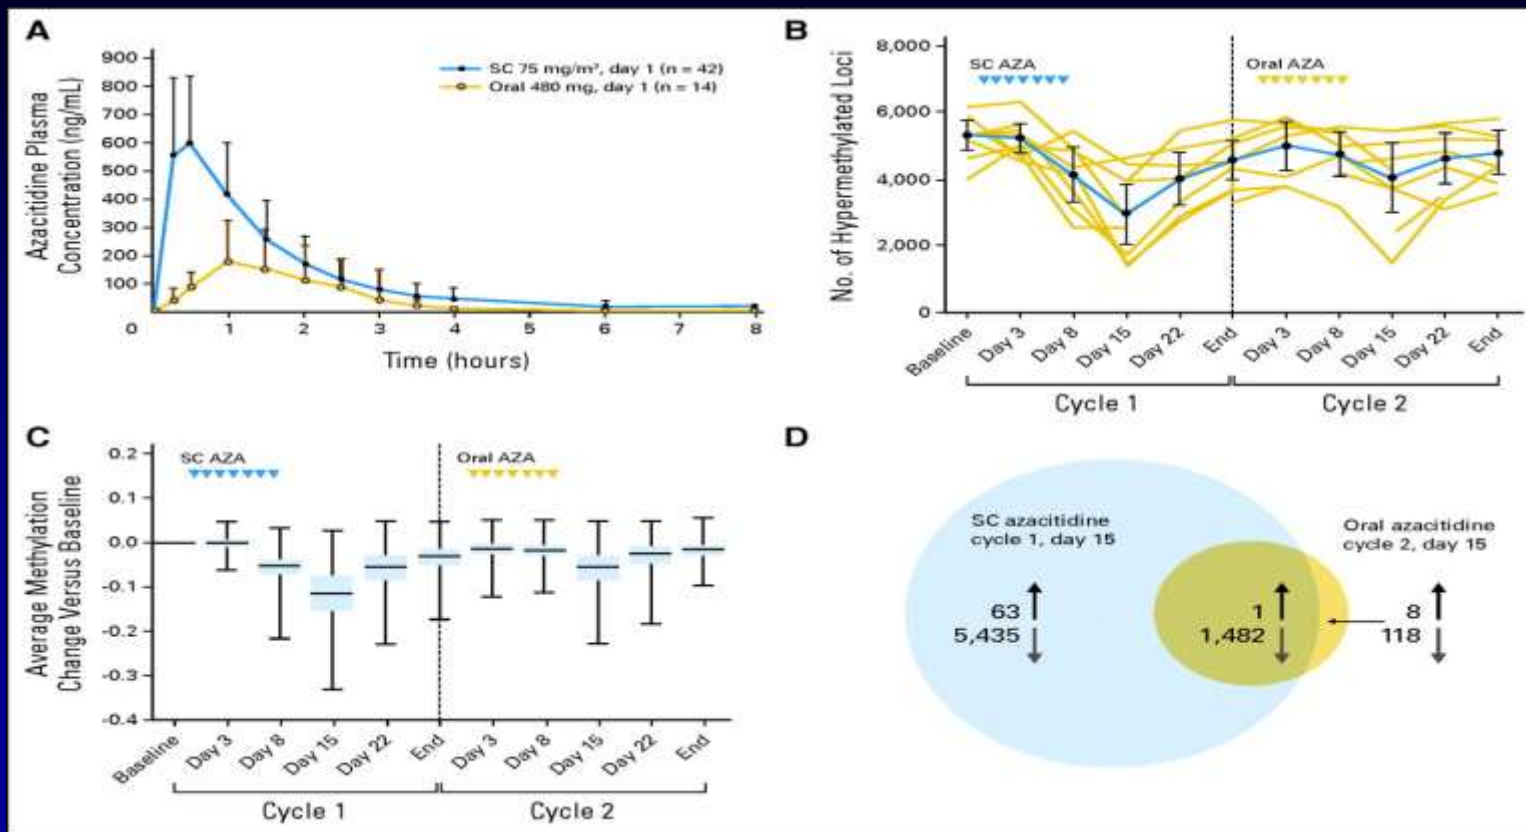 A
Azacitidine Plasma
Concentration (ng/mL)
900
800
700
600
500
400
300
200
100
0
1
2
3
4
5
6
7
8
Time (hours)
SC 75 mg/m², day 1 (n = 42)
Oral 480 mg, day 1 (n = 14)
B
No. of Hypermethylated Loci
8,000
6,000
4,000
2,000
0
SC AZA
Oral AZA
Baseline
Day 3
Day 8
Day 15
Day 22
End
Day 3
Day 8
Day 15
Day 22
End
Cycle 1
Cycle 2
C
Average Methylation
Change Versus Baseline
0.2
0.1
0.0
-0.1
-0.2
-0.3
-0.4
SC AZA
Oral AZA
Baseline
Day 3
Day 8
Day 15
Day 22
End
Day 3
Day 8
Day 15
Day 22
End
Cycle 1
Cycle 2
D
SC azacitidine
cycle 1, day 15
63
5,435
1
1,482
Oral azacitidine
cycle 2, day 15
8
118